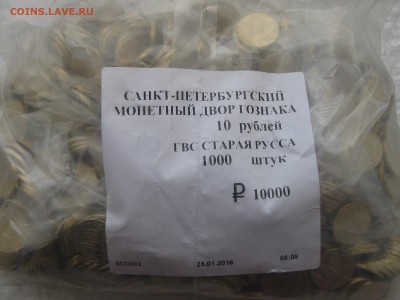 COINS.LAVE.RU
САНКТ-ПЕТЕРБУРГСКИЙ
МОНЕТНЫЙ ДВОР ГОЗНАКА
10 рублей
ГВС СТАРАЯ РУССА
1000 штук
₽ 10000
25.01.2016